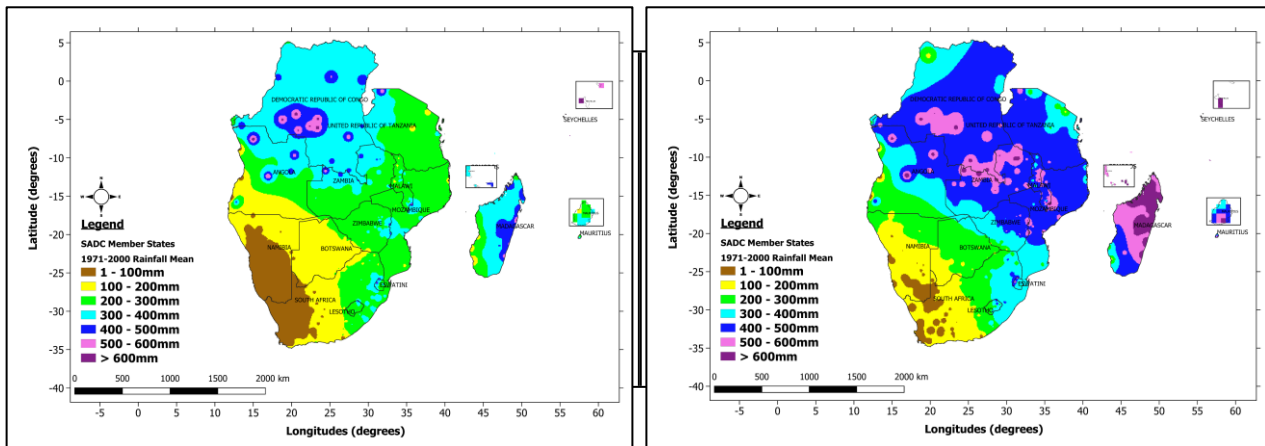 5
0
-5
-10
-15
-20
-25
-30
-35
-40
Latitude (degrees)
DEMOCRATIC REPUBLIC OF CONGO
UNITED REPUBLIC OF TANZANIA
SEYCHELLES
ANGOLA
ZAMBIA
MALAWI
MOZAMBIQUE
ZIMBABWE
MADAGASCAR
MAURITIUS
NAMIBIA
BOTSWANA
ESWATINI
SOUTH AFRICA
LESOTHO
N
W E
S
Legend
SADC Member States
1971-2000 Rainfall Mean
1 - 100mm
100 - 200mm
200 - 300mm
300 - 400mm
400 - 500mm
500 - 600mm
> 600mm
0 500 1000 1500 2000 km
-5 0 5 10 15 20 25 30 35 40 45 50 55 60
Longitudes (degrees)
5
0
-5
-10
-15
-20
-25
-30
-35
-40
Latitude (degrees)
DEMOCRATIC REPUBLIC OF CONGO
UNITED REPUBLIC OF TANZANIA
SEYCHELLES
ZAMBIA
MOZAMBIQUE
ZIMBABWE
MADAGASCAR
MAURITIUS
NAMIBIA
BOTSWANA
ESWATINI
SOUTH AFRICA
LESOTHO
N
W E
S
Legend
SADC Member States
1971-2000 Rainfall Mean
1 - 100mm
100 - 200mm
200 - 300mm
300 - 400mm
400 - 500mm
500 - 600mm
> 600mm
0 500 1000 1500 2000 km
-5 0 5 10 15 20 25 30 35 40 45 50 55 60
Longitudes (degrees)